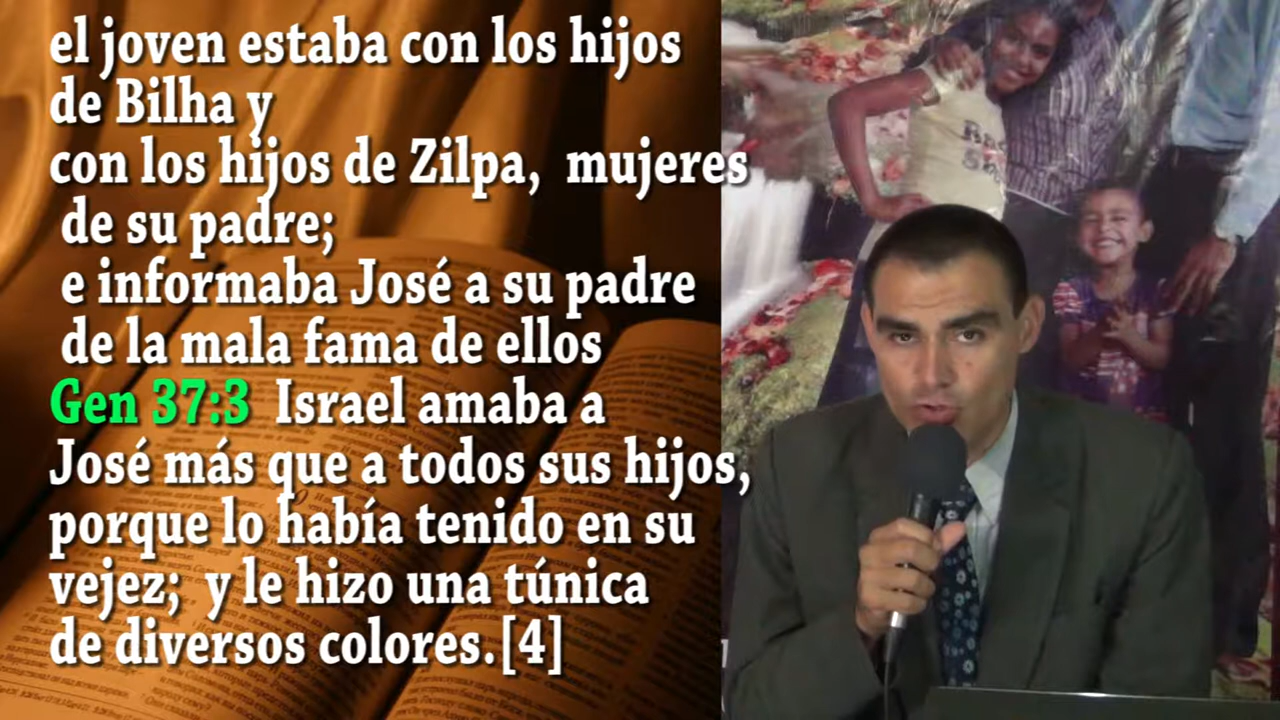 el joven estaba con los hijos
de Bilha y
con los hijos de Zilpa,  mujeres
de su padre;
e informaba José a su padre
de la mala fama de ellos
Gen 37:3  Israel amaba a
José más que a todos sus hijos,
porque lo había tenido en su
vejez;  y le hizo una túnica
de diversos colores.[4]